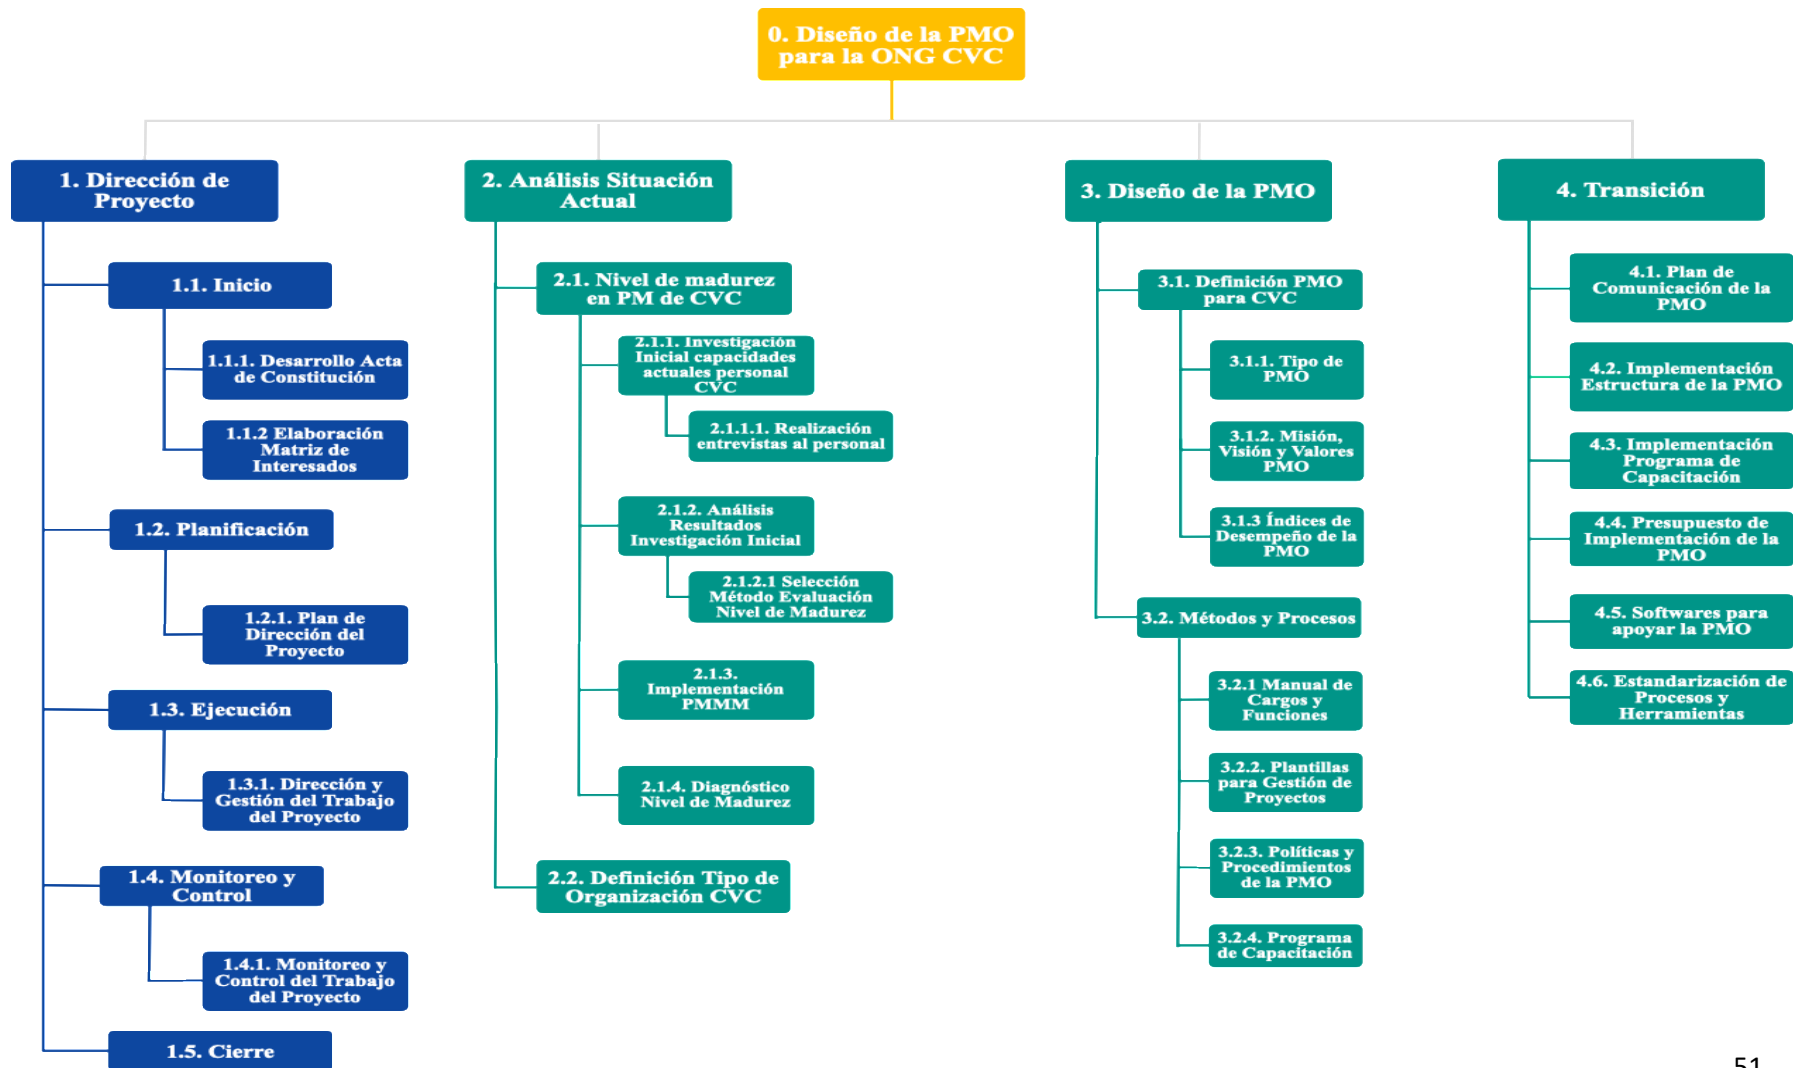 0. Diseño de la PMO
para la ONG CVC
1. Dirección de
Proyecto
1.1. Inicio
1.1.1. Desarrollo Acta
de Constitución
1.1.2 Elaboración
Matriz de
Interesados
1.2. Planificación
1.2.1. Plan de
Dirección del
Proyecto
1.3. Ejecución
1.3.1. Dirección y
Gestión del Trabajo
del Proyecto
1.4. Monitoreo y
Control
1.4.1. Monitoreo y
Control del Trabajo
del Proyecto
1.5. Cierre
2. Análisis Situación
Actual
2.1. Nivel de madurez
en PM de CVC
2.1.1. Investigación
Inicial capacidades
actuales personal
CVC
2.1.1.1. Realización
entrevistas al personal
2.1.2. Análisis
Resultados
Investigación Inicial
2.1.2.1 Selección
Método Evaluación
Nivel de Madurez
2.1.3.
Implementación
PMMM
2.1.4. Diagnóstico
Nivel de Madurez
2.2. Definición Tipo de
Organización CVC
3. Diseño de la PMO
3.1. Definición PMO
para CVC
3.1.1. Tipo de
PMO
3.1.2. Misión,
Visión y Valores
PMO
3.1.3 Índices de
Desempeño de la
PMO
3.2. Métodos y Procesos
3.2.1 Manual de
Cargos y
Funciones
3.2.2. Plantillas
para Gestión de
Proyectos
3.2.3. Políticas y
Procedimientos
de la PMO
3.2.4. Programa
de Capacitación
4. Transición
4.1. Plan de
Comunicación de la
PMO
4.2. Implementación
Estructura de la PMO
4.3. Implementación
Programa de
Capacitación
4.4. Presupuesto de
Implementación de la
PMO
4.5. Softwares para
apoyar la PMO
4.6. Estandarización de
Procesos y
Herramientas
51